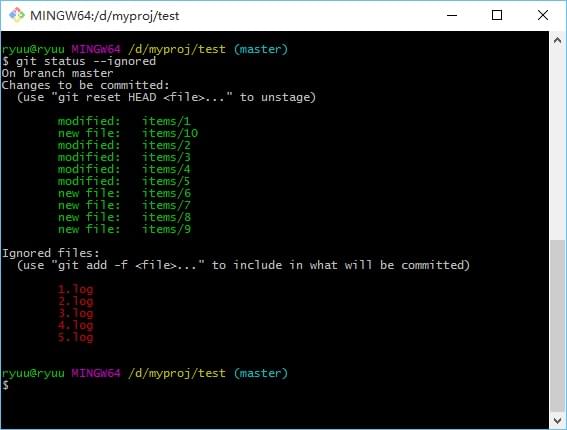 MINGW64:/d/myproj/test
ryuu@ryuu MINGW64 /d/myproj/test (master)
$ git status --ignored
On branch master
Changes to be committed:
  (use "git reset HEAD <file>..." to unstage)
        modified:   items/1
        new file:   items/10
        modified:   items/2
        modified:   items/3
        modified:   items/4
        modified:   items/5
        new file:   items/6
        new file:   items/7
        new file:   items/8
        new file:   items/9
Ignored files:
  (use "git add -f <file>..." to include in what will be committed)
        1.log
        2.log
        3.log
        4.log
        5.log
ryuu@ryuu MINGW64 /d/myproj/test (master)
$